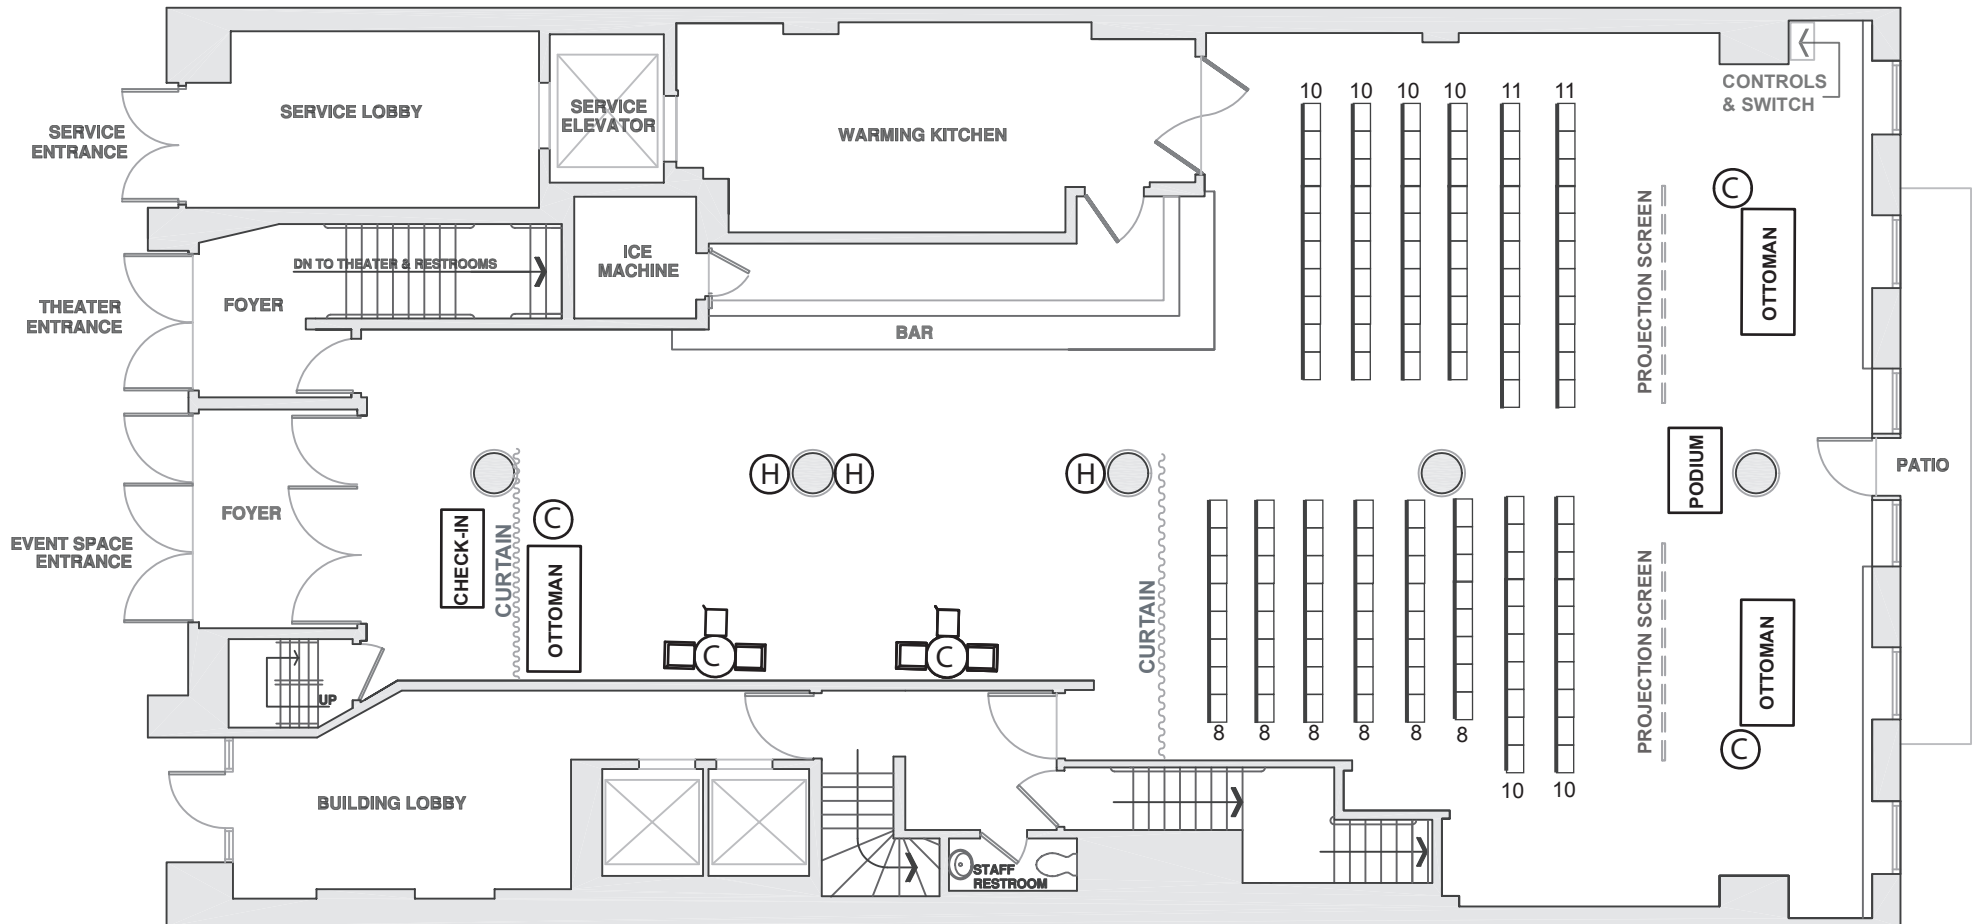 10 10 10 10 11 11
CONTROLS
& SWITCH
SERVICE LOBBY
SERVICE
ELEVATOR
WARMING KITCHEN
SERVICE
ENTRANCE
C
PROJECTION SCREEN
OTTOMAN
ICE
MACHINE
DN TO THEATER & RESTROOMS
FOYER
THEATER
ENTRANCE
BAR
H H H
PODIUM
PATIO
FOYER
EVENT SPACE
ENTRANCE
CHECK-IN
CURTAIN
C
OTTOMAN
C
C
CURTAIN
PROJECTION SCREEN
OTTOMAN
C
UP
8 8 8 8 8 8
10 10
BUILDING LOBBY
STAFF
RESTROOM